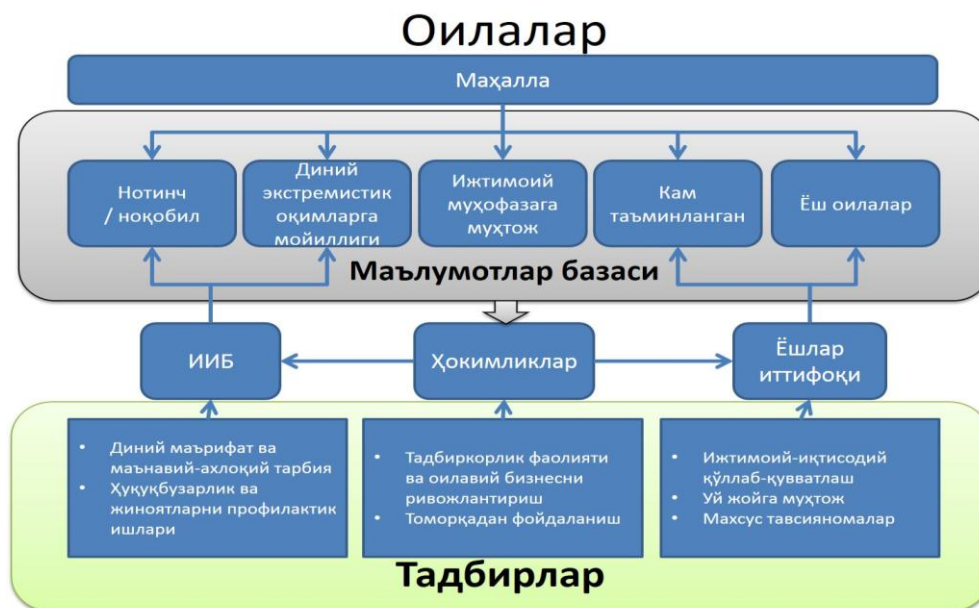 Оилалар
Маҳалла
Нотинч
/ ноқобил
Диний
экстремистик
оқимларга
мойиллиги
Ижтимоий
муҳофазага
муҳтож
Кам
таъминланган
Ёш оилалар
Маълумотлар базаси
ИИБ
Ҳокимликлар
Ёшлар
иттифоқи
• Диний маърифат ва
маънавий-ахлоқий тарбия
• Ҳуқуқбузарлик ва
жиноятларни профилактик
ишлари
• Тадбиркорлик фаолияти
ва оилавий бизнесни
ривожлантириш
• Томорқадан фойдаланиш
• Ижтимоий-иқтисодий
қўллаб-қувватлаш
• Уй жойга муҳтож
• Махсус тавсияномалар
Тадбирлар